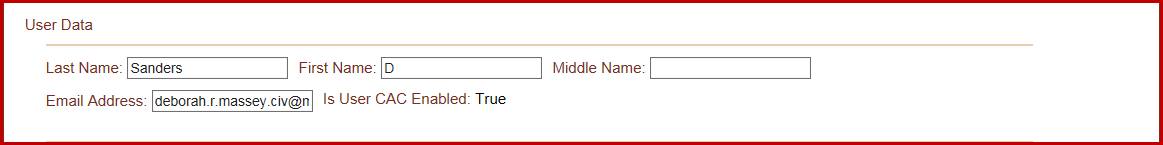 User Data
Last Name: Sanders First Name: D Middle Name:
Email Address: deborah.r.massey.civ@n Is User CAC Enabled: True